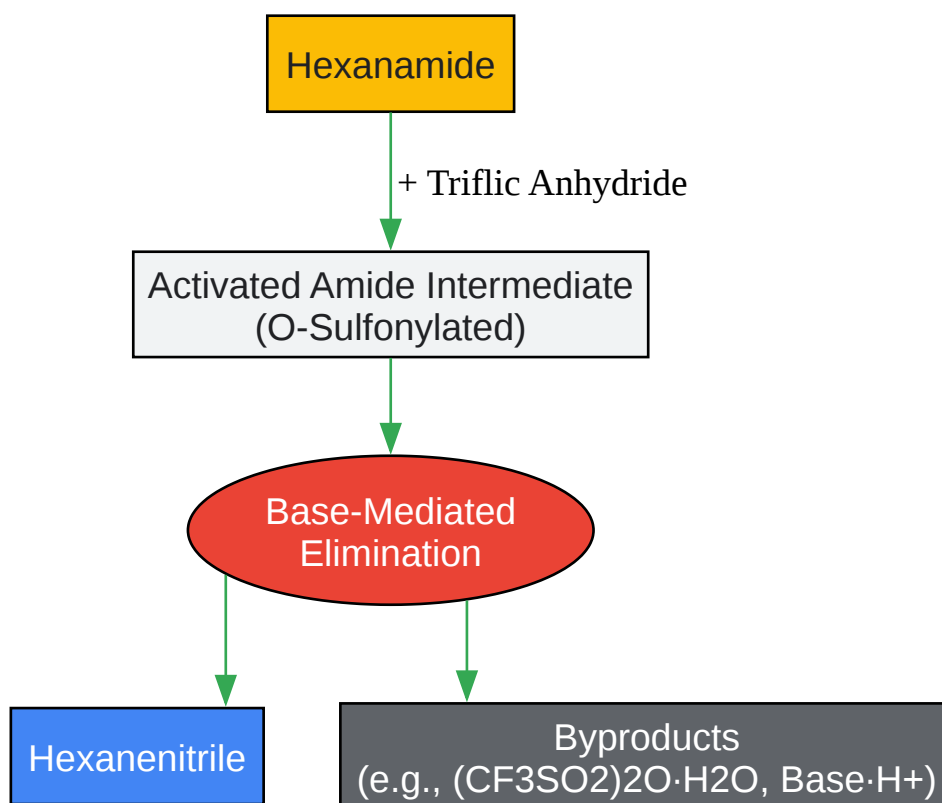 Hexanamide
+ Triflic Anhydride
Activated Amide Intermediate
(O-Sulfonylated)
Base-Mediated
Elimination
Hexanenitrile
Byproducts
(e.g., (CF3SO2)2O·H2O, Base·H+)